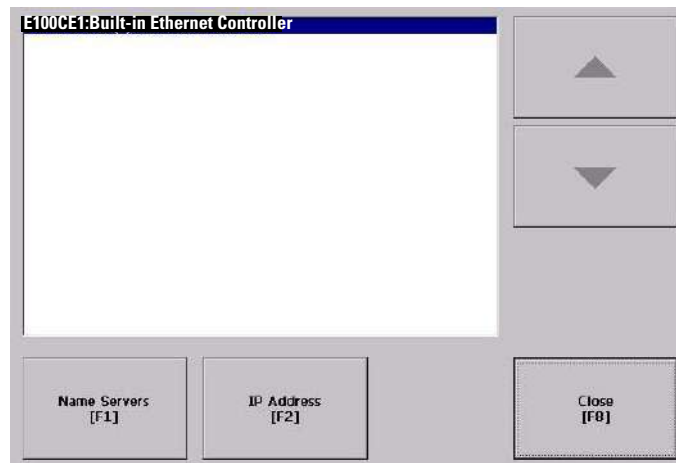 E100CE1:Built-in Ethernet Controller
Name Servers
[F1]
IP Address
[F2]
Close
[F8]